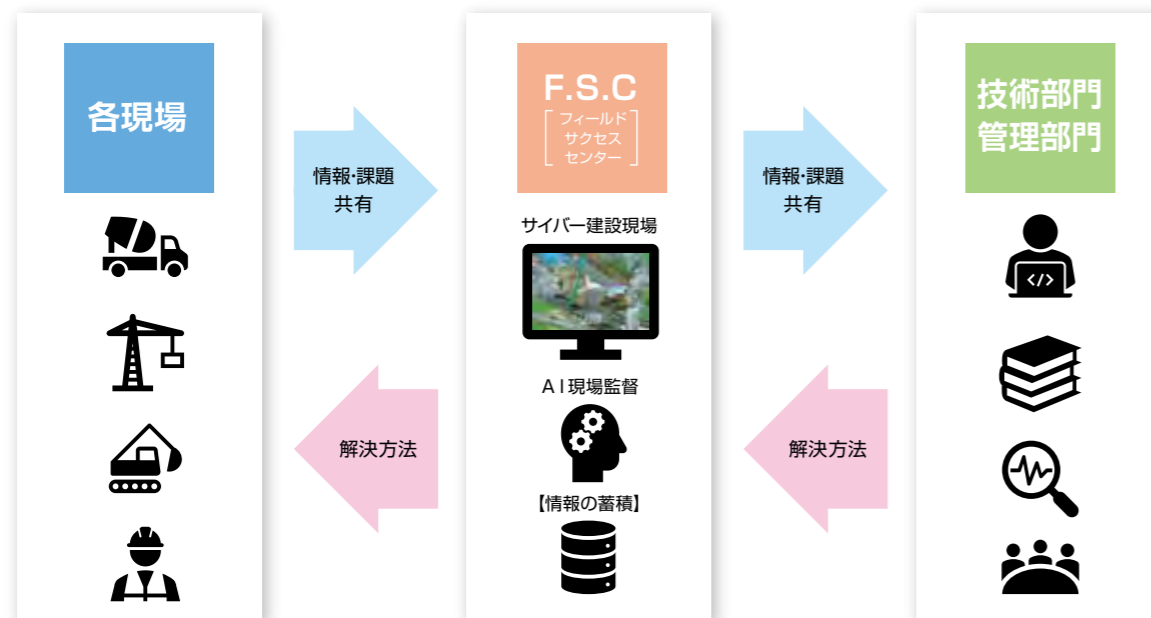 各現場
情報・課題
共有
解決方法
F.S.C
フィールド
サクセス
センター
サイバー建設現場
AI現場監督
【情報の蓄積】
情報・課題
共有
解決方法
技術部門
管理部門
</>